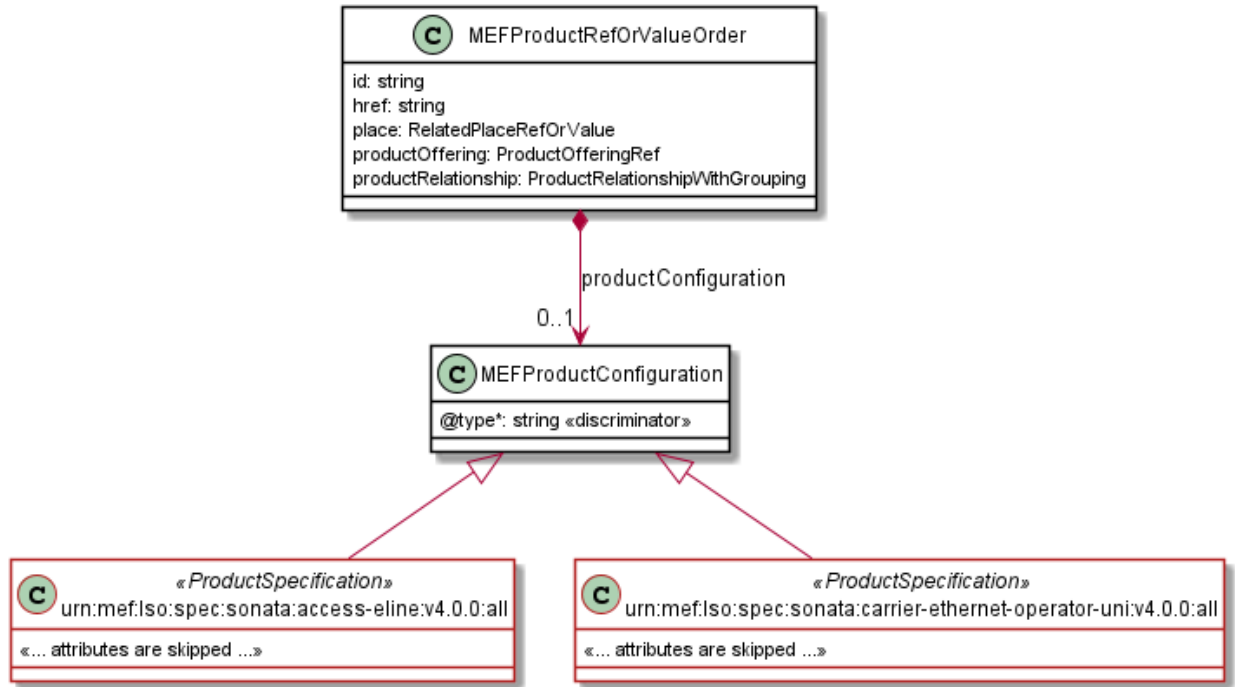 C MEFProductRefOrValueOrder
id: string
href: string
place: RelatedPlaceRefOrValue
productOffering: ProductOfferingRef
productRelationship: ProductRelationshipWithGrouping
productConfiguration
0..1
C MEFProductConfiguration
@type*: string «discriminator»
«ProductSpecification»
C urn:mef:lso:spec:sonata:access-eline:v4.0.0:all
«... attributes are skipped ...»
«ProductSpecification»
C urn:mef:lso:spec:sonata:carrier-ethernet-operator-uni:v4.0.0:all
«... attributes are skipped ...»